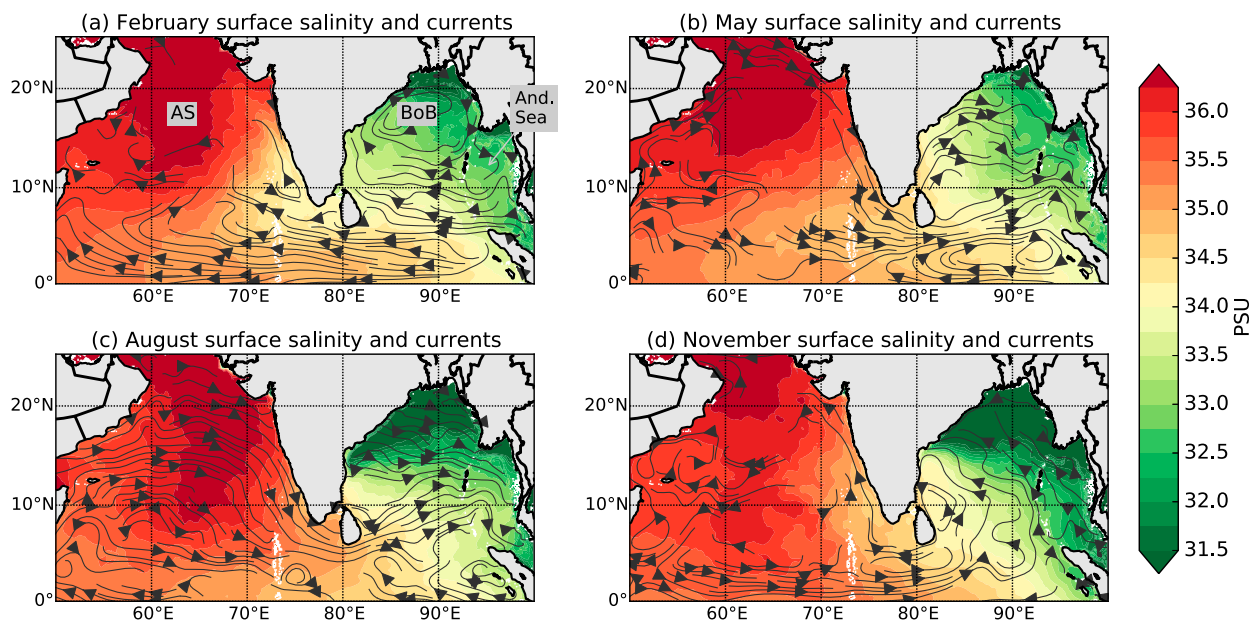 (a) February surface salinity and currents
20°N
10°N
0°
60°E 70°E 80°E 90°E
AS
BoB
And.
Sea
(b) May surface salinity and currents
20°N
10°N
0°
60°E 70°E 80°E 90°E
(c) August surface salinity and currents
20°N
10°N
0°
60°E 70°E 80°E 90°E
(d) November surface salinity and currents
20°N
10°N
0°
60°E 70°E 80°E 90°E
36.0
35.5
35.0
34.5
34.0
33.5
33.0
32.5
32.0
31.5
PSU